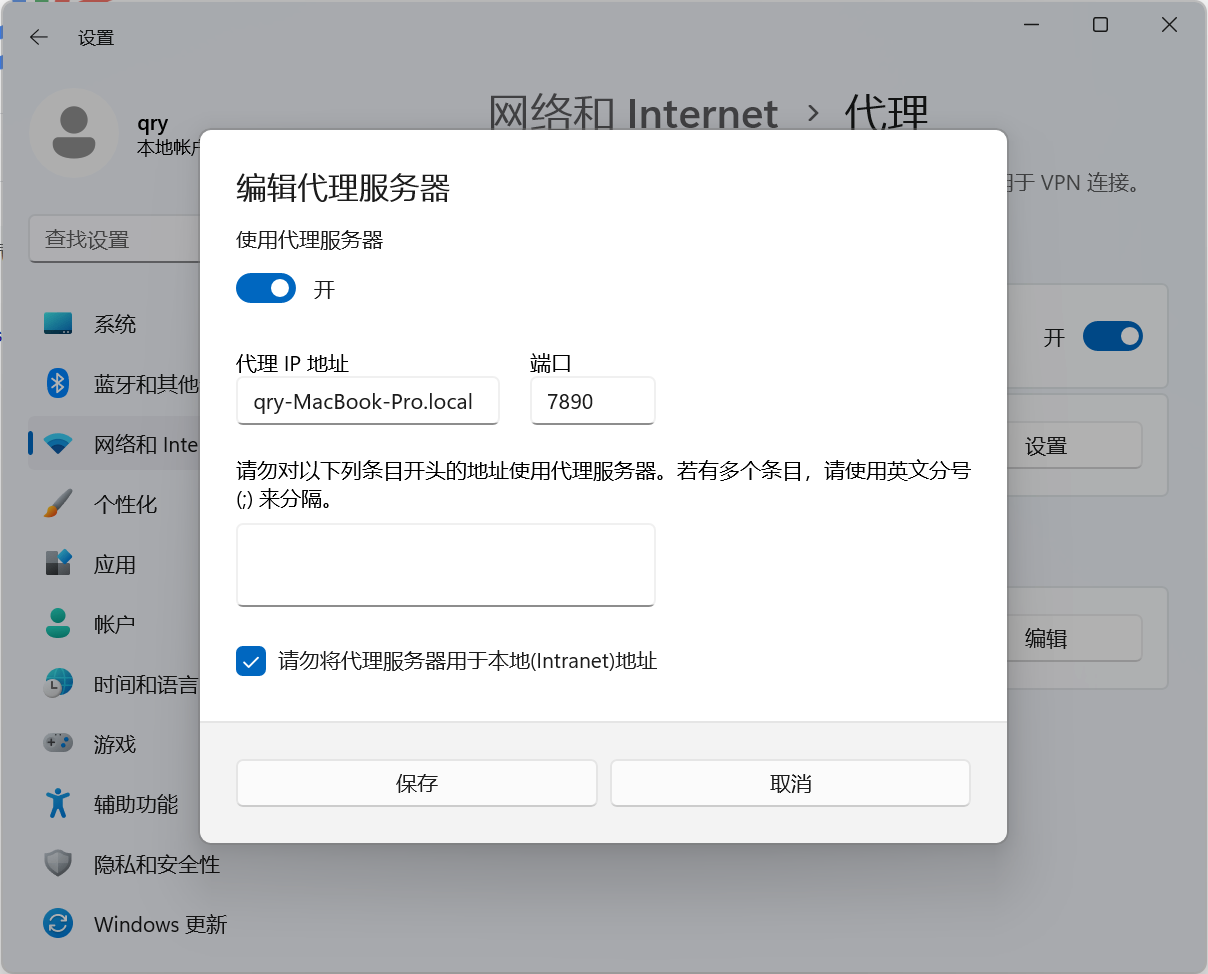 设置
网络和 Internet › 代理
qry
本地帐户
用于 VPN 连接。
查找设置
系统
蓝牙和其他
网络和 Inte
个性化
应用
帐户
时间和语言
游戏
辅助功能
隐私和安全性
Windows 更新
编辑代理服务器
使用代理服务器
开
代理 IP 地址
端口
qry-MacBook-Pro.local
7890
请勿对以下列条目开头的地址使用代理服务器。若有多个条目，请使用英文分号
(;) 来分隔。
请勿将代理服务器用于本地(Intranet)地址
保存
取消
开
设置
编辑